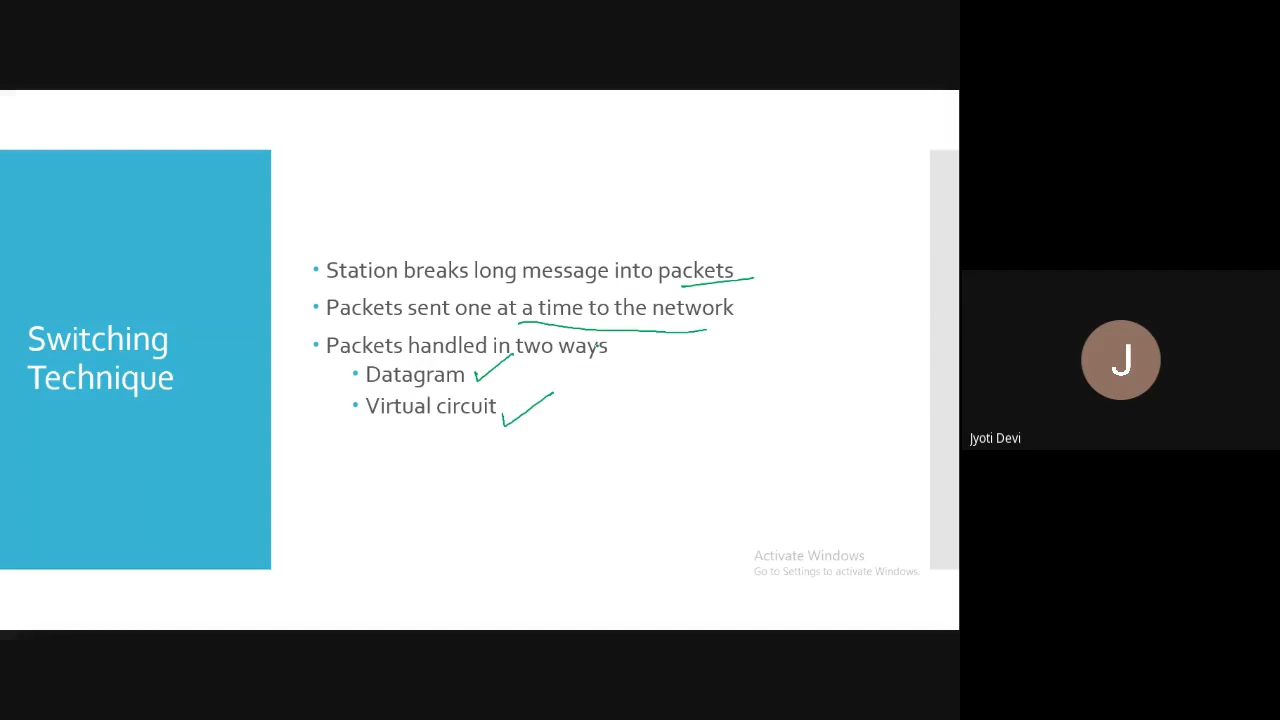 Switching
Technique
• Station breaks long message into packets
• Packets sent one at a time to the network
• Packets handled in two ways
• Datagram
• Virtual circuit
Activate Windows
Go to Settings to activate Windows.
J
Jyoti Devi